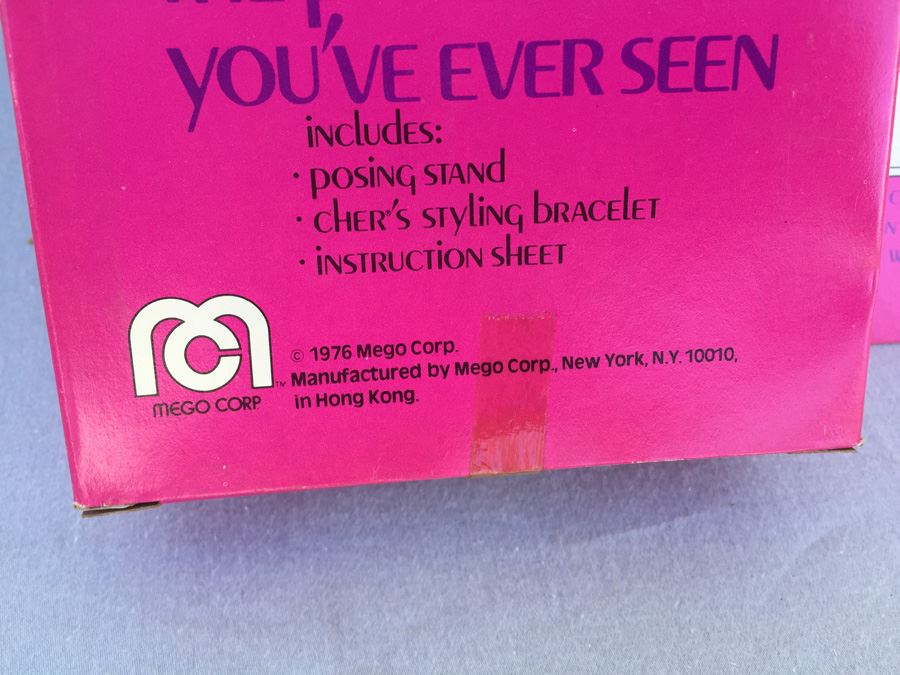 YOU'VE EVER SEEN
includes:
· posing stand
· CHER®'s styling bracelet
· instruction sheet
© 1976 Mego Corp.
Manufactured by Mego Corp., New York, N.Y. 10010,
in Hong Kong.
™
MEGO CORP